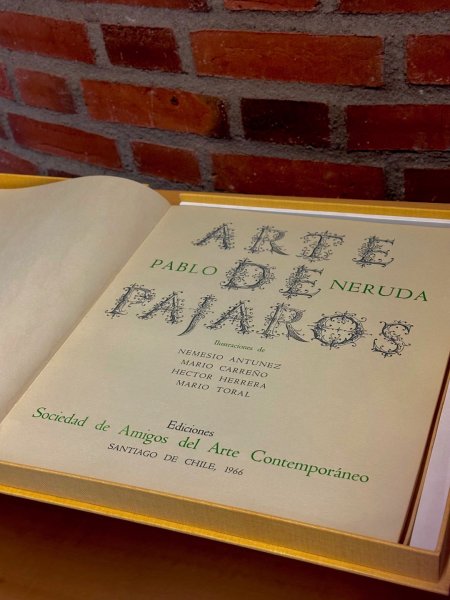 ARTE
PABLO DE NERUDA
PAJAROS
Ilustraciones de
NEMESIO ANTUNEZ
MARIO CARREÑO
HECTOR HERRERA
MARIO TORAL
Ediciones
Sociedad de Amigos del Arte Contemporáneo
SANTIAGO DE CHILE, 1966